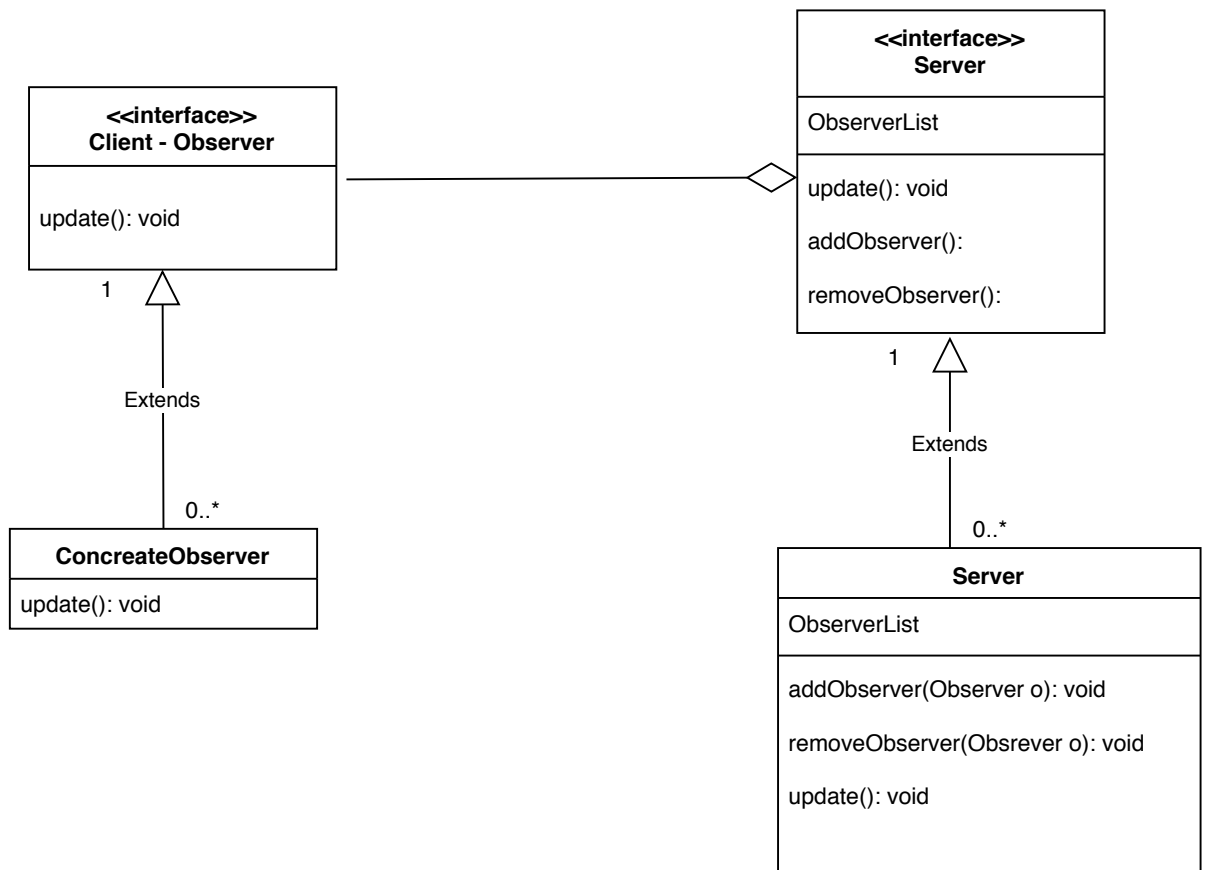 <<interface>>
Client - Observer
update(): void
1
Extends
0..*
ConcreateObserver
update(): void
<<interface>>
Server
ObserverList
update(): void
addObserver():
removeObserver():
1
Extends
0..*
Server
ObserverList
addObserver(Observer o): void
removeObserver(Obsrever o): void
update(): void